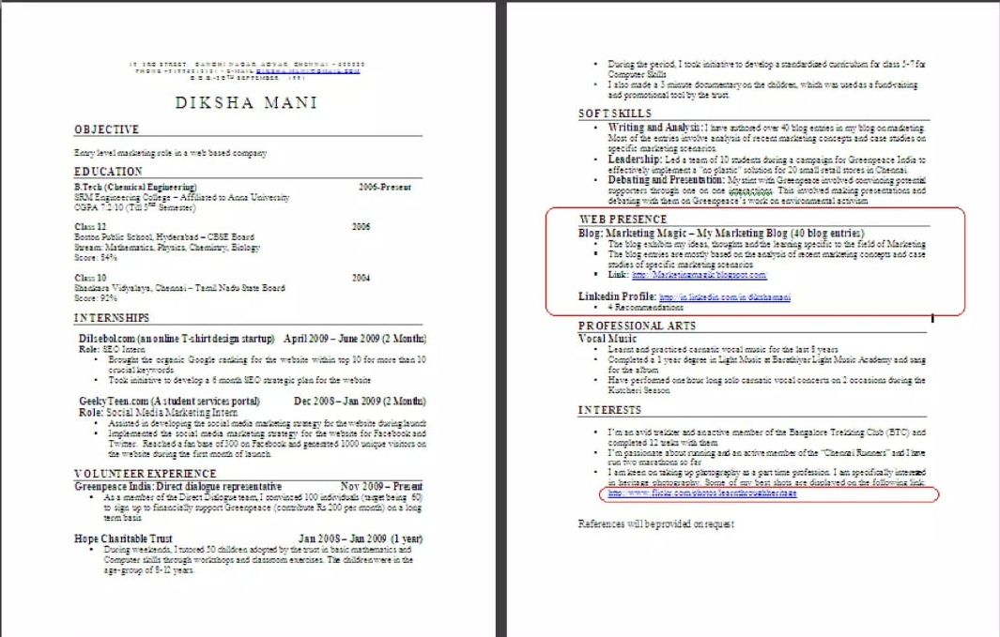 19 3RD STREET GANDHI NAGAR ADYAR CHENNAI -
PHONE - E-MAIL DIKSHA.MANI@GMAIL.COM
D.O.B.-30TH SEPTEMBER 1991
DIKSHA MANI
OBJECTIVE
Entry level marketing role in a web based company
EDUCATION
B.Tech (Chemical Engineering) 2006-Present
SRM Engineering College – Affiliated to Anna University
CGPA 7.2/10 (Till 5th Semester)
Class 12 2006
Boston Public School, Hyderabad – CBSE Board
Stream: Mathematics, Physics, Chemistry, Biology
Score: 84%
Class 10 2004
Shankara Vidyalaya, Chennai – Tamil Nadu State Board
Score: 92%
INTERNSHIPS
Dilsebol.com (an online T-shirt design startup) April 2009 – June 2009 (2 Months)
Role: SEO Intern
• Brought the organic Google ranking for the website within top 10 for more than 10
crucial keywords
• Took initiative to develop a 6 month SEO strategic plan for the website
GeekyTeen.com (A student services portal) Dec 2008 – Jan 2009 (2 Months)
Role: Social Media Marketing Intern
• Assisted in developing the social media marketing strategy for the website during launch
• Implemented the social media marketing strategy for the website for Facebook and
Twitter. Reached a fan base of 500 on Facebook and generated 1000 unique visitors on
the website during the first month of launch.
VOLUNTEER EXPERIENCE
Greenpeace India: Direct dialogue representative Nov 2009 – Present
• As a member of the Direct Dialogue team, I convinced 100 individuals (target being 60)
to sign up to financially support Greenpeace (contribute Rs 200 per month) on a long
term basis
Hope Charitable Trust Jan 2008 – Jan 2009 (1 year)
• During weekends, I tutored 50 children adopted by the trust in basic mathematics and
Computer skills through workshops and classroom exercises. The children were in the
age-group of 8-12 years.
• During the period, I took initiative to develop a standardized curriculum for class 5-7 for
Computer Skills
• I also made a 3 minute documentary on the children, which was used as a fund-raising
and promotional tool by the trust.
SOFT SKILLS
• Writing and Analysis: I have authored over 40 blog entries in my blog on marketing.
Most of the entries involve analysis of recent marketing concepts and case studies on
specific marketing scenarios.
• Leadership: Led a team of 10 students during a campaign for Greenpeace India to
effectively implement a "no plastic" solution for 20 small retail stores in Chennai.
• Debating and Presentation: My stint with Greenpeace involved convincing potential
supporters through one on one interactions. This involved making presentations and
debating with them on Greenpeace's work on environmental activism
WEB PRESENCE
Blog: Marketing Magic – My Marketing Blog (40 blog entries)
• The blog exhibits my ideas, thoughts and the learning specific to the field of Marketing
• The blog entries are mostly based on the analysis of recent marketing concepts and case
studies of specific marketing scenarios
• Link: http://Marketingmagik.blogspot.com/
Linkedin Profile: http://in.linkedin.com/in/dikshamani
• 4 Recommendations
PROFESSIONAL ARTS
Vocal Music
• Learnt and practiced carnatic vocal music for the last 8 years
• Completed a 1 year degree in Light Music at Barathiyar Light Music Academy and sang
for the album
• Have performed one hour long solo carnatic vocal concerts on 2 occasions during the
Kutcheri Season
INTERESTS
• I'm an avid trekker and an active member of the Bangalore Trekking Club (BTC) and
completed 12 treks with them
• I'm passionate about running and an active member of the "Chennai Runners" and I have
run two marathons so far
• I am keen on taking up photography as a part time profession. I am specifically interested
in heritage photography. Some of my best shots are displayed on the following link:
http://www.flickr.com/photos/learnthroughheritage
References will be provided on request